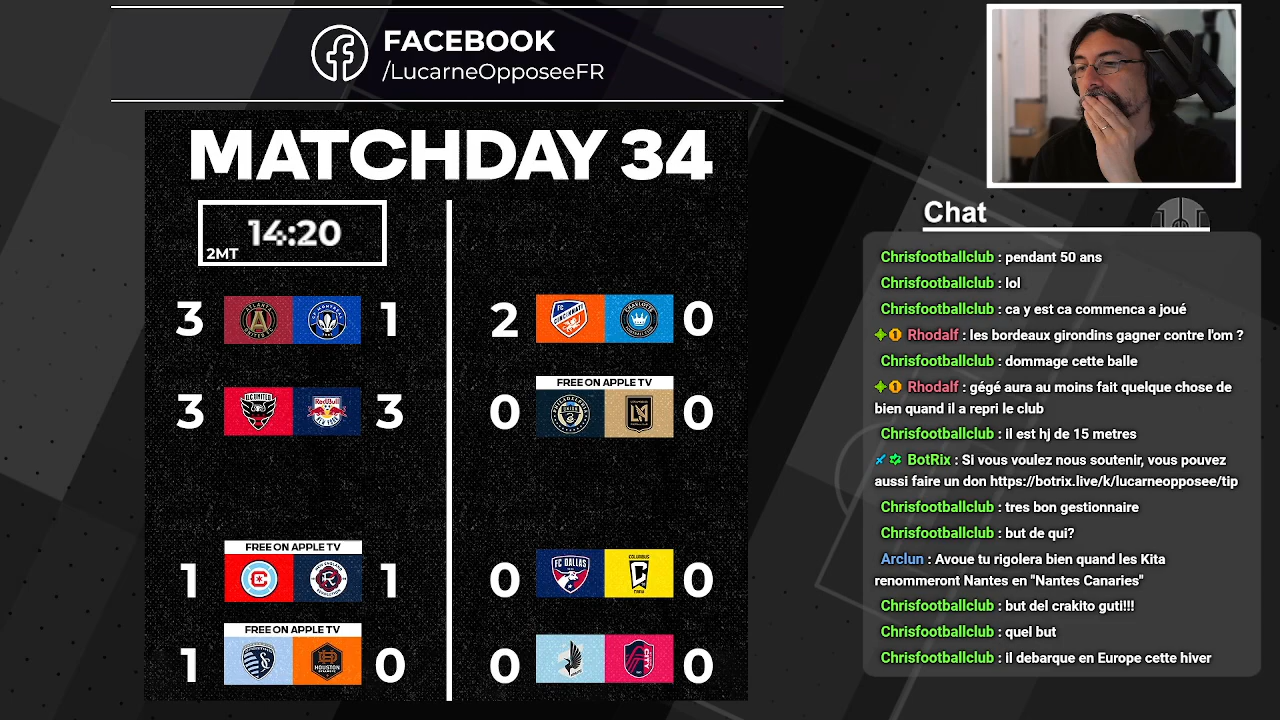 FACEBOOK
/LucarneOpposeeFR
MATCHDAY 34
14:20
2MT
3 1
3 3
FREE ON APPLE TV
1 1
FREE ON APPLE TV
1 0
2 0
FREE ON APPLE TV
0 0
FC DALLAS
COLUMBUS
0 0
CITY
0 0
Chat
Chrisfootballclub : pendant 50 ans
Chrisfootballclub : lol
Chrisfootballclub : ca y est ca commenca a joué
Rhodalf : les bordeaux girondins gagner contre l'om ?
Chrisfootballclub : dommage cette balle
Rhodalf : gégé aura au moins fait quelque chose de
bien quand il a repri le club
Chrisfootballclub : il est hj de 15 metres
BotRix : Si vous voulez nous soutenir, vous pouvez
aussi faire un don https://botrix.live/k/lucarneopposee/tip
Chrisfootballclub : tres bon gestionnaire
Chrisfootballclub : but de qui?
Arclun : Avoue tu rigolera bien quand les Kita
renommeront Nantes en "Nantes Canaries"
Chrisfootballclub : but del crakito guti!!!
Chrisfootballclub : quel but
Chrisfootballclub : il debarque en Europe cette hiver